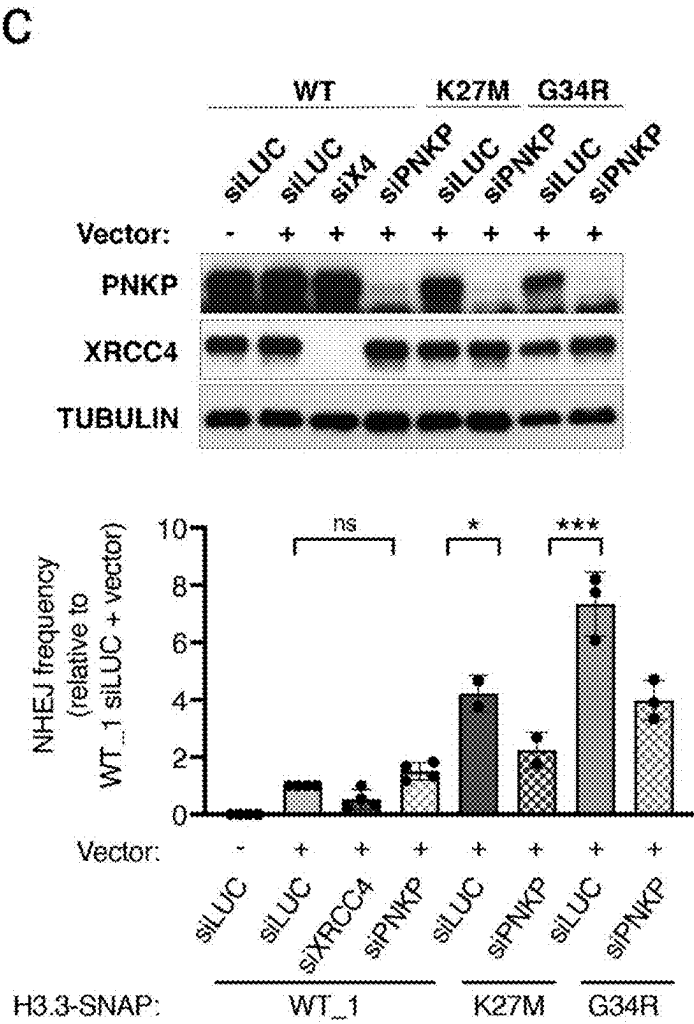 C
WT K27M G34R
siLUC siLUC siX4 siPNKP siLUC siPNKP siLUC siPNKP
Vector: - + + + + + + +
PNKP
XRCC4
TUBULIN
NHEJ frequency
(relative to
WT_1 siLUC + vector)
10
8
6
4
2
0
ns * ***
Vector: - + + + + + + +
siLUC siLUC siXRCC4 siPNKP siLUC siPNKP siLUC siPNKP
H3.3-SNAP: WT_1 K27M G34R